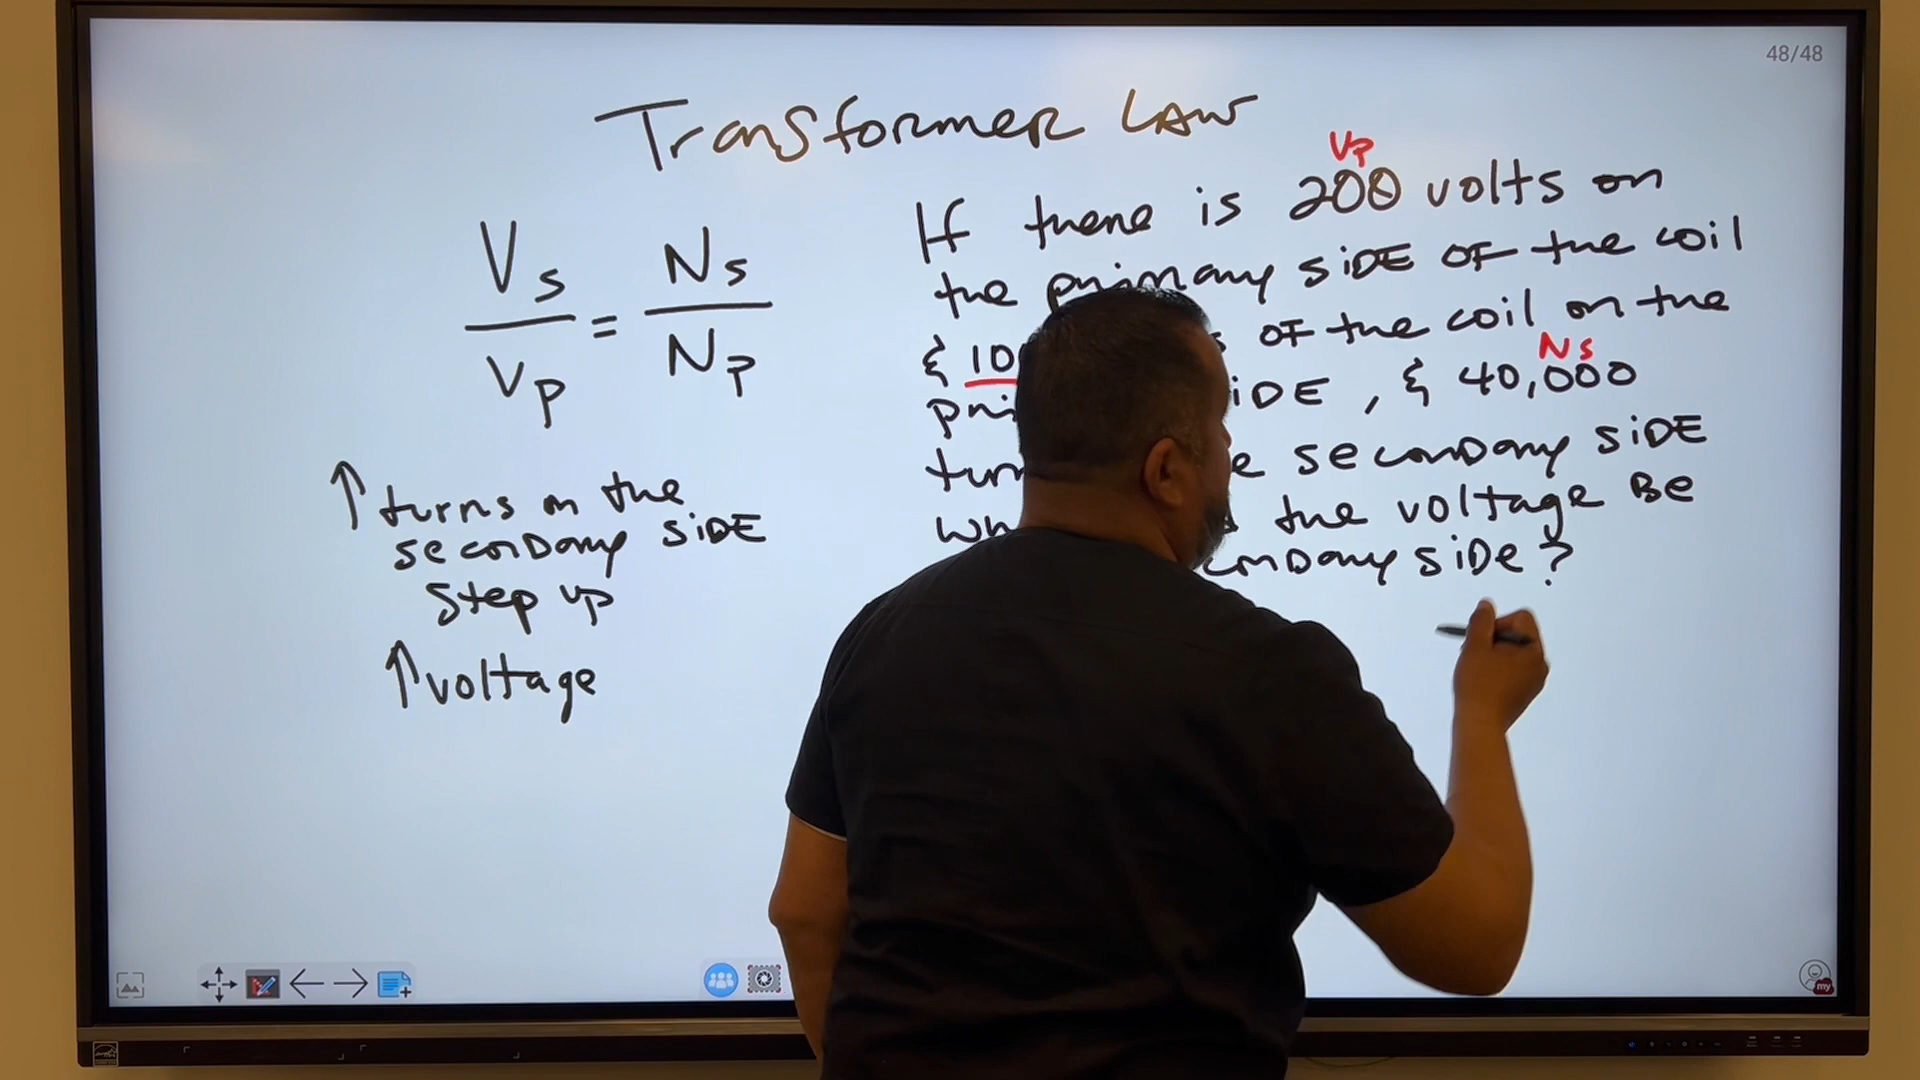 48/48
Transformer Law
Vs/Vp = Ns/Np
↑ turns on the
secondary side
step up
↑ voltage
Vp
If there is 200 volts on
the primary side of the coil
& of the coil on the
Ns
side, & 40,000
secondary side
the voltage be
side?
my